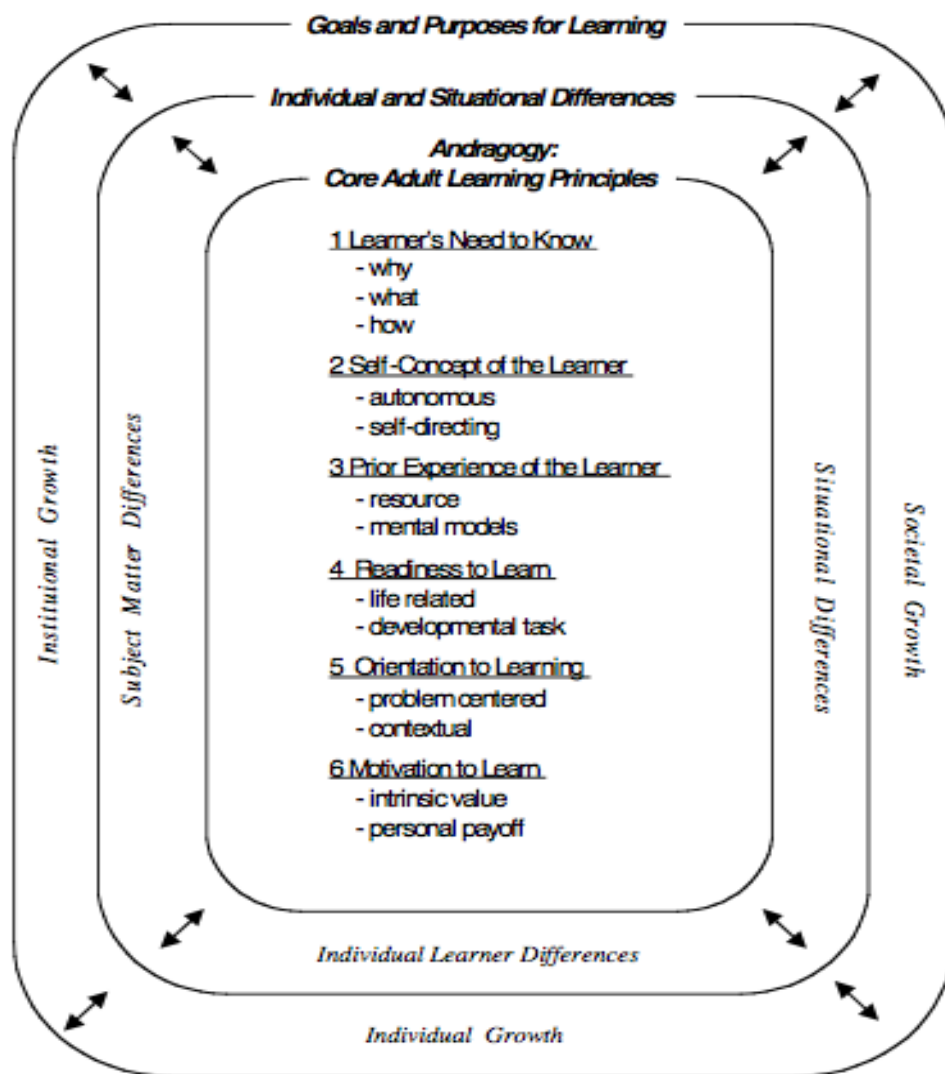 Goals and Purposes for Learning
Individual and Situational Differences
Andragogy:
Core Adult Learning Principles
1 Learner's Need to Know
- why
- what
- how
2 Self-Concept of the Learner
- autonomous
- self-directing
3 Prior Experience of the Learner
- resource
- mental models
4 Readiness to Learn
- life related
- developmental task
5 Orientation to Learning
- problem centered
- contextual
6 Motivation to Learn
- intrinsic value
- personal payoff
Instituional Growth
Subject Matter Differences
Situational Differences
Societal Growth
Individual Learner Differences
Individual Growth